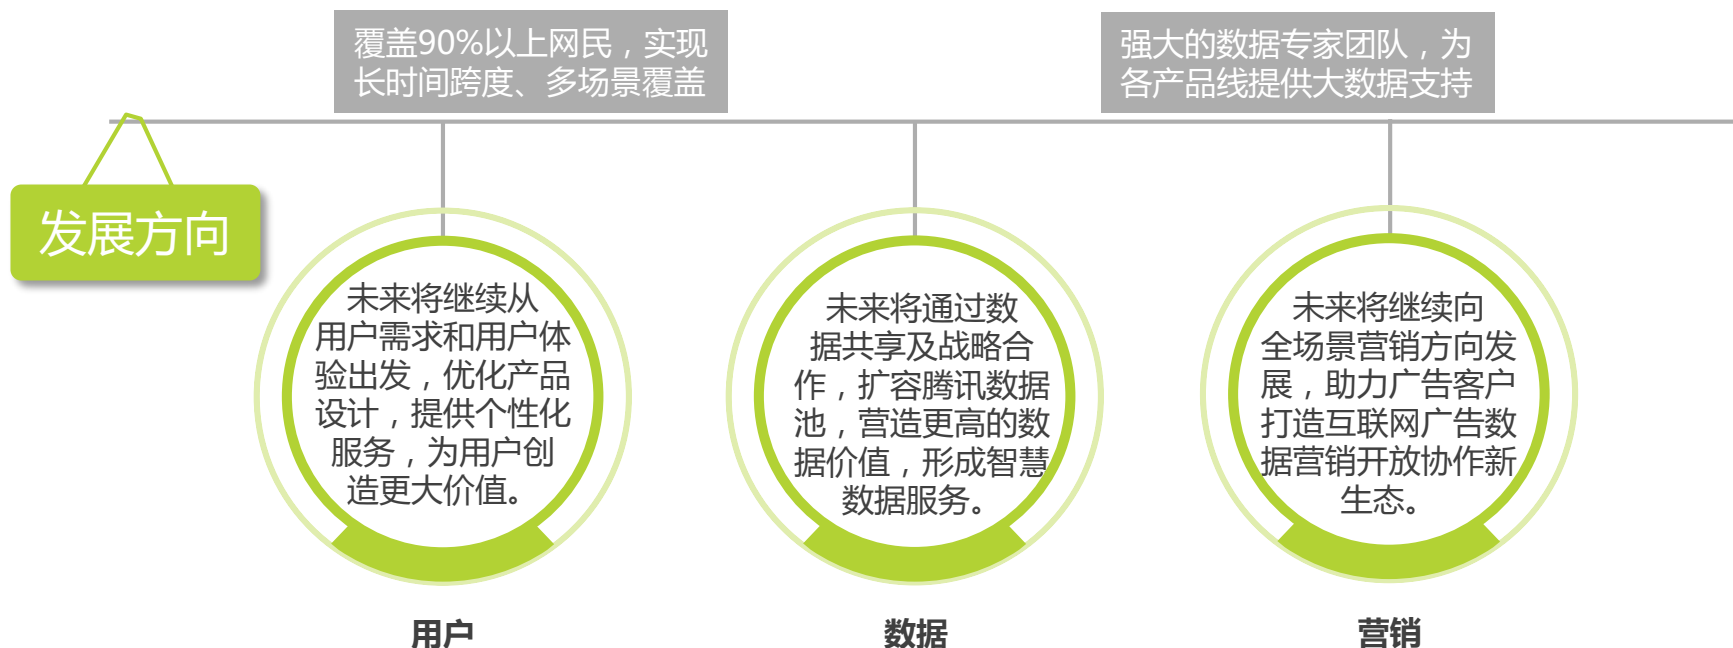 覆盖90%以上网民，实现
长时间跨度、多场景覆盖
强大的数据专家团队，为
各产品线提供大数据支持
发展方向
未来将继续从
用户需求和用户体
验出发，优化产品
设计，提供个性化
服务，为用户创
造更大价值。
用户
未来将通过数
据共享及战略合
作，扩容腾讯数据
池，营造更高的数
据价值，形成智慧
数据服务。
数据
未来将继续向
全场景营销方向发
展，助力广告客户
打造互联网广告数
据营销开放协作新
生态。
营销